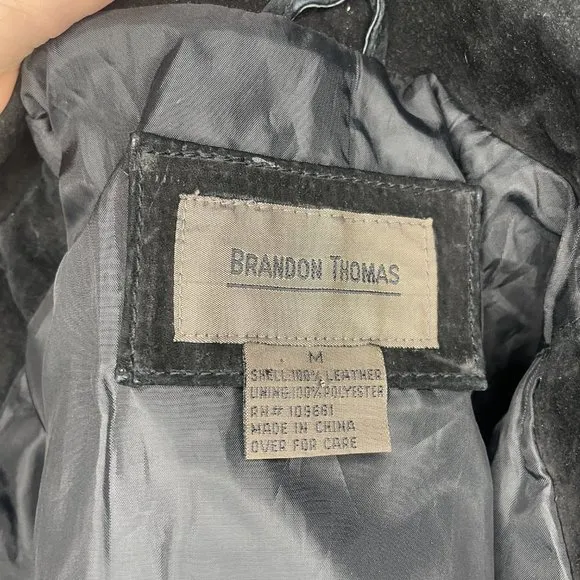 BRANDON THOMAS
M
SHELL:100% LEATHER
LINING:100%POLYESTER
RN# 109661
MADE IN CHINA
OVER FOR CARE